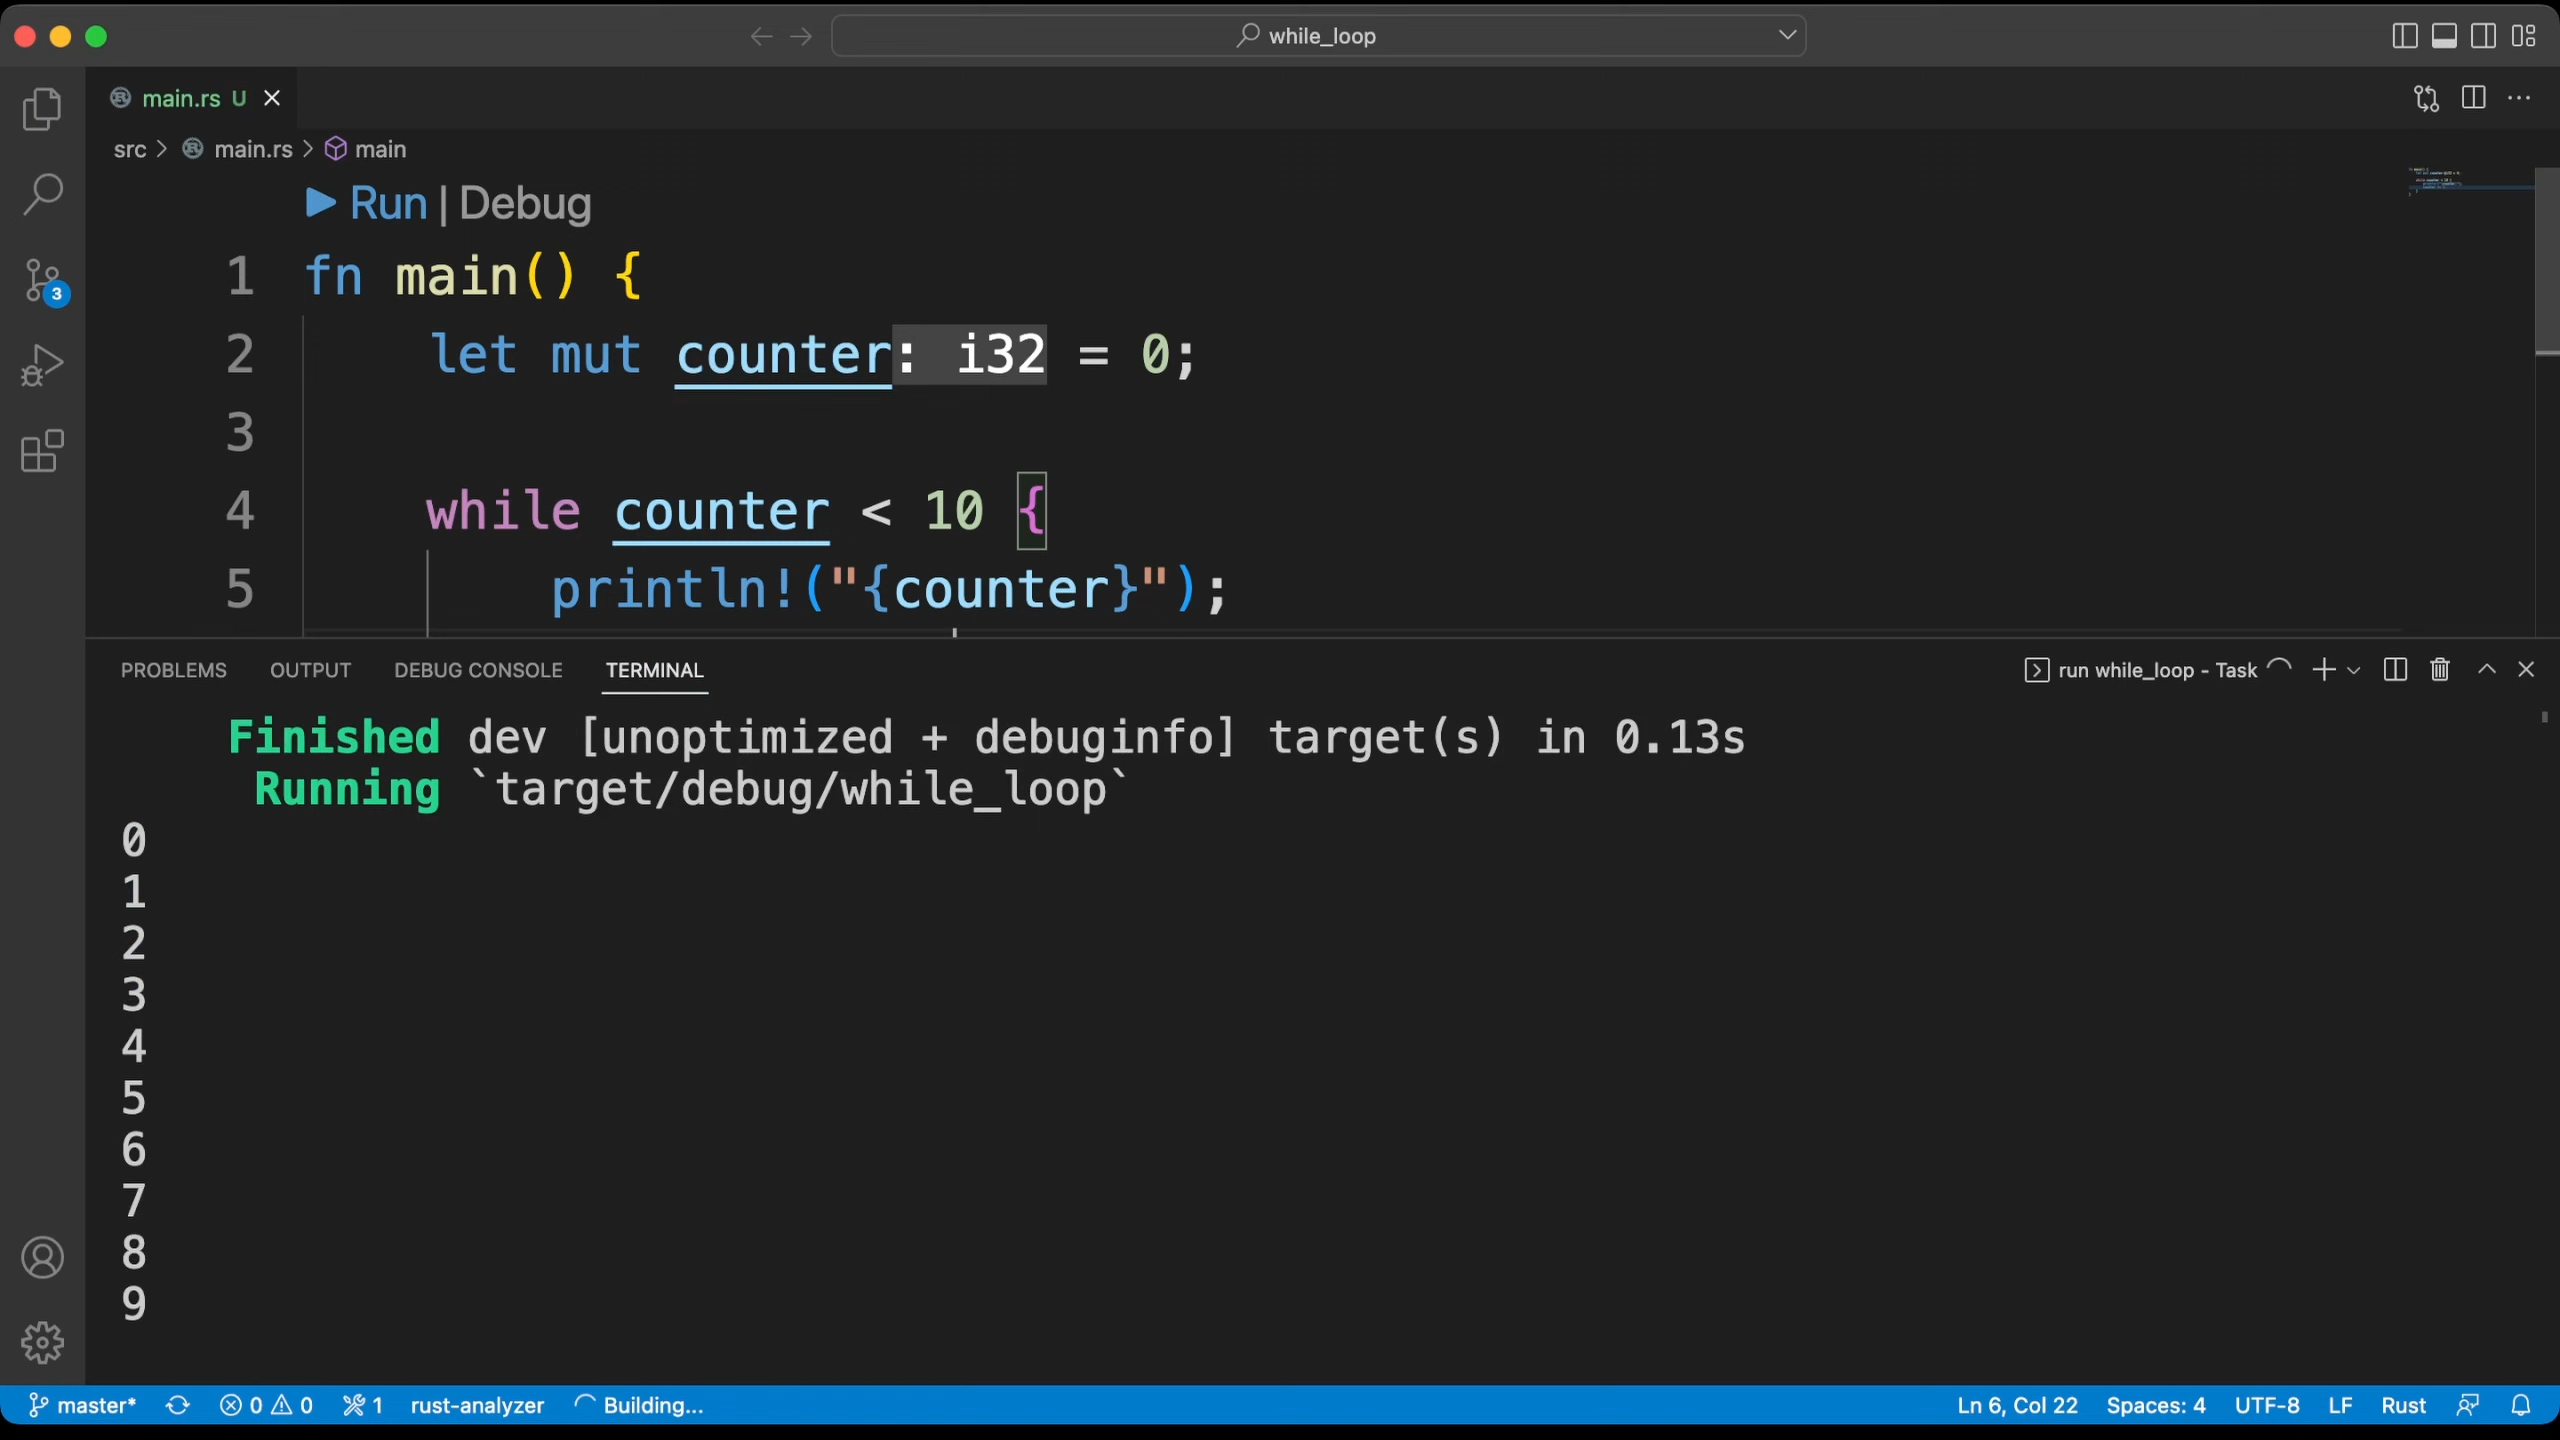 while_loop
main.rs U
src > main.rs > main
Run | Debug
1 fn main() {
2     let mut counter: i32 = 0;
3
4     while counter < 10 {
5         println!("{counter}");
3
PROBLEMS OUTPUT DEBUG CONSOLE TERMINAL
run while_loop - Task
Finished dev [unoptimized + debuginfo] target(s) in 0.13s
Running `target/debug/while_loop`
0
1
2
3
4
5
6
7
8
9
master* 0 0 1 rust-analyzer Building... Ln 6, Col 22 Spaces: 4 UTF-8 LF Rust